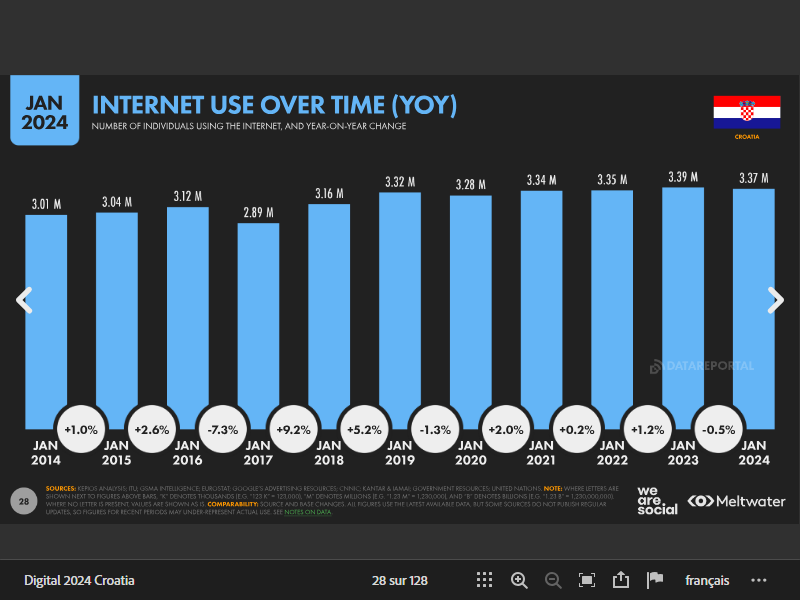 JAN
2024
INTERNET USE OVER TIME (YOY)
NUMBER OF INDIVIDUALS USING THE INTERNET, AND YEAR-ON-YEAR CHANGE
CROATIA
3.01 M
3.04 M
3.12 M
2.89 M
3.16 M
3.32 M
3.28 M
3.34 M
3.35 M
3.39 M
3.37 M
DATAREPORTAL
+1.0%
+2.6%
-7.3%
+9.2%
+5.2%
-1.3%
+2.0%
+0.2%
+1.2%
-0.5%
JAN
2014
JAN
2015
JAN
2016
JAN
2017
JAN
2018
JAN
2019
JAN
2020
JAN
2021
JAN
2022
JAN
2023
JAN
2024
28
SOURCES: KEPIOS ANALYSIS; ITU; GSMA INTELLIGENCE; EUROSTAT; GOOGLE'S ADVERTISING RESOURCES; CNNIC; KANTAR & IAMAI; GOVERNMENT RESOURCES; UNITED NATIONS. NOTE: WHERE LETTERS ARE
SHOWN NEXT TO FIGURES ABOVE BARS, "K" DENOTES THOUSANDS (E.G. "123 K" = 123,000), "M" DENOTES MILLIONS (E.G. "1.23 M" = 1,230,000), AND "B" DENOTES BILLIONS (E.G. "1.23 B" = 1,230,000,000).
WHERE NO LETTER IS PRESENT, VALUES ARE SHOWN AS IS. COMPARABILITY: SOURCE AND BASE CHANGES. ALL FIGURES USE THE LATEST AVAILABLE DATA, BUT SOME SOURCES DO NOT PUBLISH REGULAR
UPDATES, SO FIGURES FOR RECENT PERIODS MAY UNDER-REPRESENT ACTUAL USE. SEE NOTES ON DATA.
we
are.
social
Meltwater
Digital 2024 Croatia
28 sur 128
français